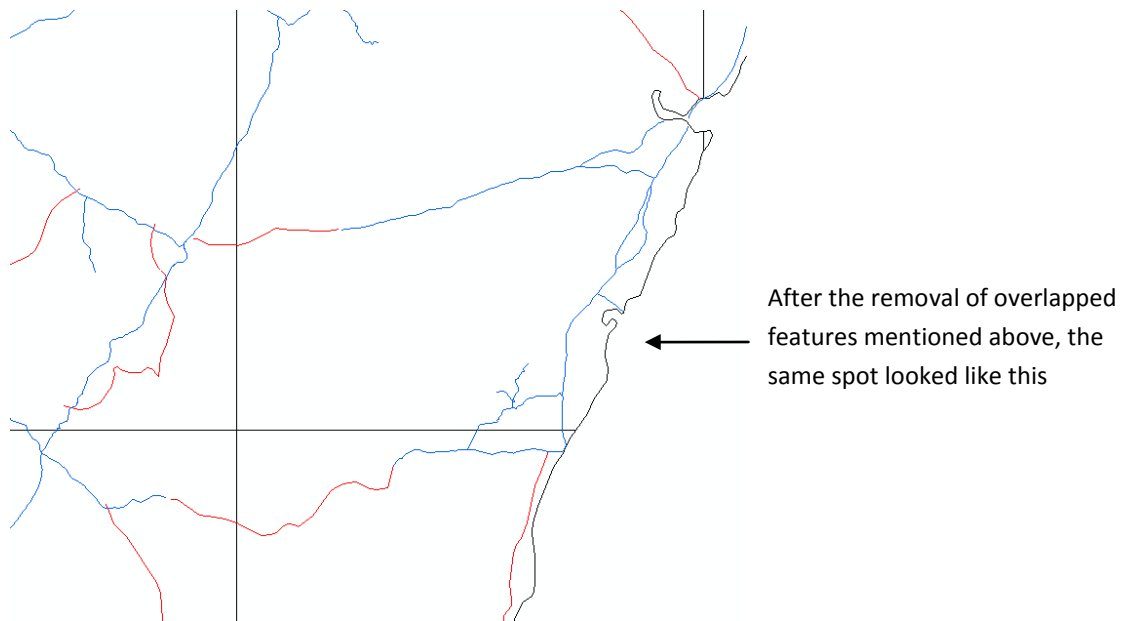 After the removal of overlapped
features mentioned above, the
same spot looked like this